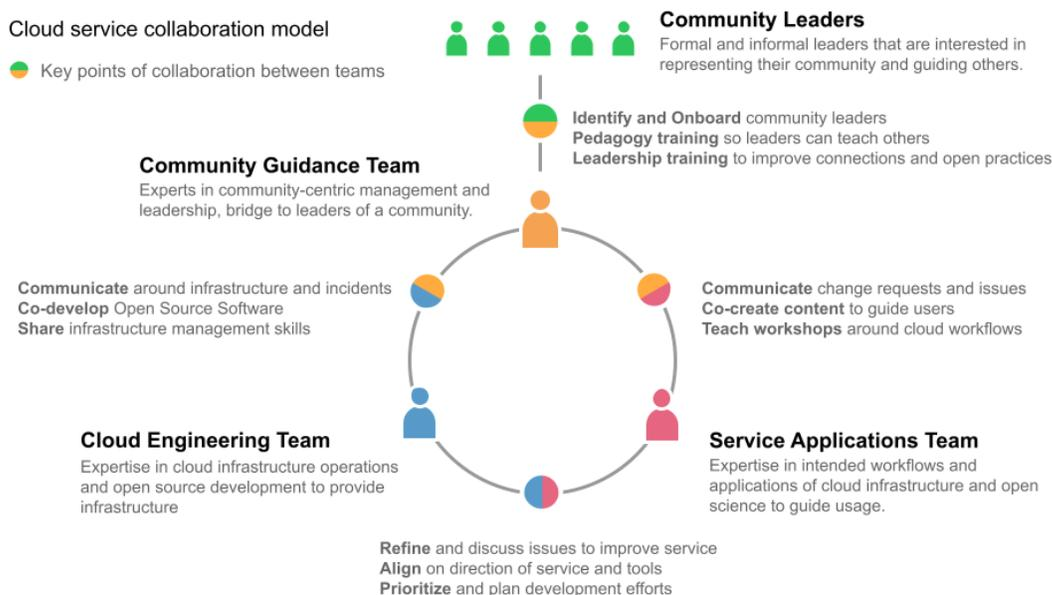 Cloud service collaboration model
Key points of collaboration between teams
Community Leaders
Formal and informal leaders that are interested in
representing their community and guiding others.
Identify and Onboard community leaders
Pedagogy training so leaders can teach others
Leadership training to improve connections and open practices
Community Guidance Team
Experts in community-centric management and
leadership, bridge to leaders of a community.
Communicate around infrastructure and incidents
Co-develop Open Source Software
Share infrastructure management skills
Communicate change requests and issues
Co-create content to guide users
Teach workshops around cloud workflows
Cloud Engineering Team
Expertise in cloud infrastructure operations
and open source development to provide
infrastructure
Service Applications Team
Expertise in intended workflows and
applications of cloud infrastructure and open
science to guide usage.
Refine and discuss issues to improve service
Align on direction of service and tools
Prioritize and plan development efforts